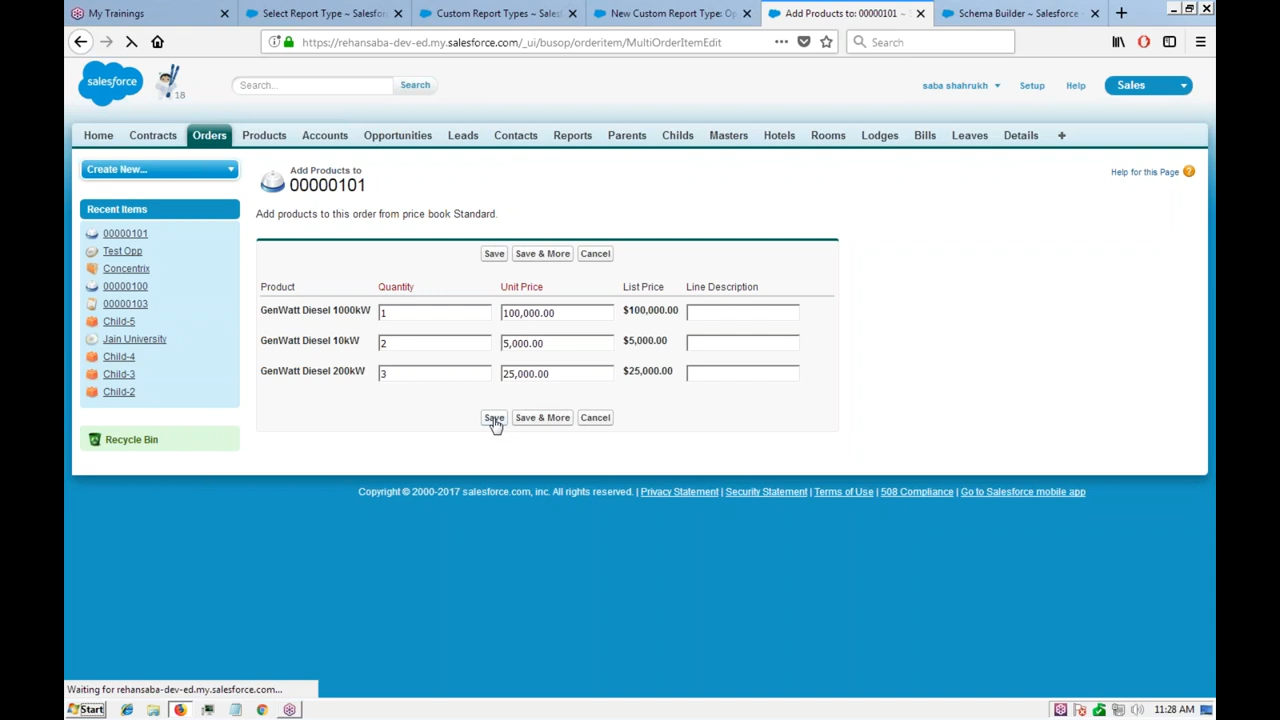 My Trainings
Select Report Type ~ Salesfor
Custom Report Types ~ Sales
New Custom Report Type: Op
Add Products to: 00000101 ~
Schema Builder ~ Salesforce
https://rehansaba-dev-ed.my.salesforce.com/_ui/busop/orderitem/MultiOrderItemEdit
Search
salesforce
18
Search...
Search
saba shahrukh
Setup
Help
Sales
Home Contracts Orders Products Accounts Opportunities Leads Contacts Reports Parents Childs Masters Hotels Rooms Lodges Bills Leaves Details +
Create New...
Recent Items
00000101
Test Opp
Concentrix
00000100
00000103
Child-5
Jain University
Child-4
Child-3
Child-2
Recycle Bin
Add Products to
00000101
Help for this Page
Add products to this order from price book Standard.
Save Save & More Cancel
Product Quantity Unit Price List Price Line Description
GenWatt Diesel 1000kW 1 100,000.00 $100,000.00
GenWatt Diesel 10kW 2 5,000.00 $5,000.00
GenWatt Diesel 200kW 3 25,000.00 $25,000.00
Save Save & More Cancel
Copyright © 2000-2017 salesforce.com, inc. All rights reserved. | Privacy Statement | Security Statement | Terms of Use | 508 Compliance | Go to Salesforce mobile app
Waiting for rehansaba-dev-ed.my.salesforce.com...
Start
11:28 AM